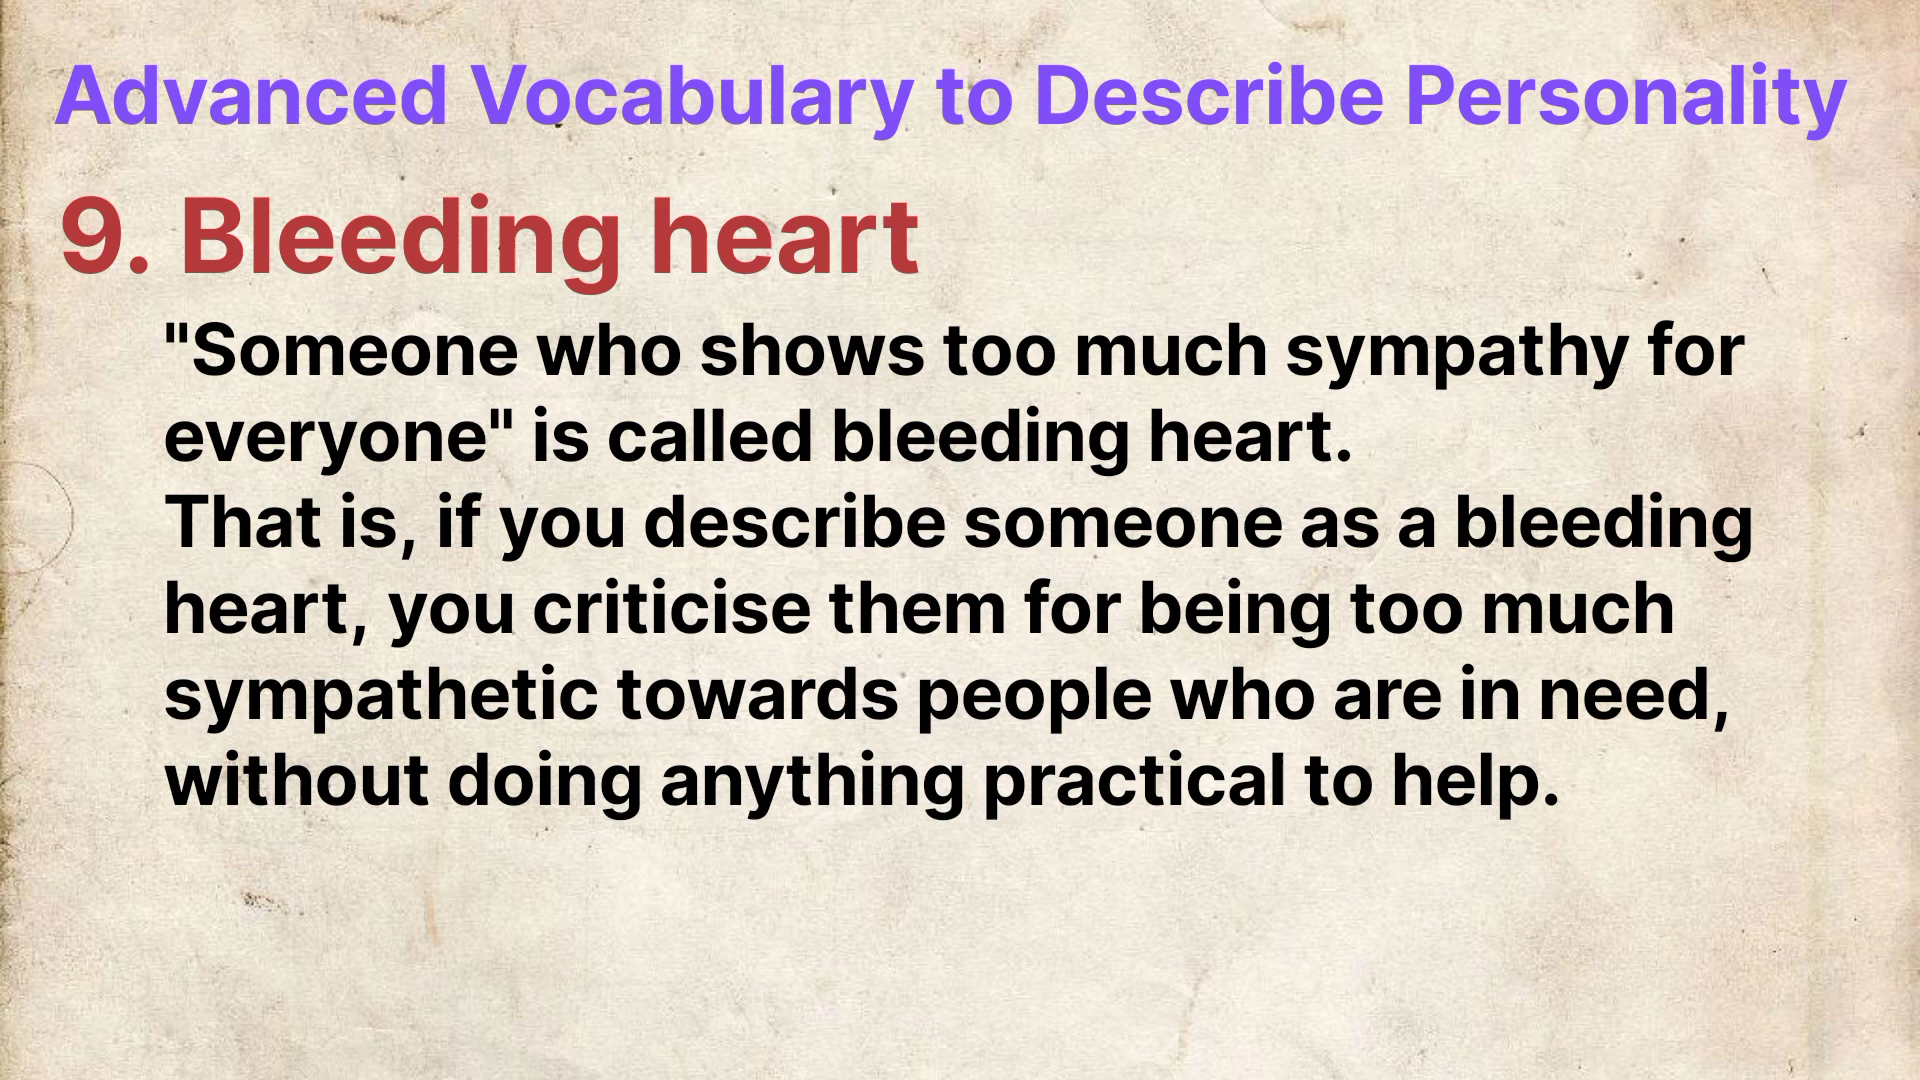 Advanced Vocabulary to Describe Personality
9. Bleeding heart
"Someone who shows too much sympathy for
everyone" is called bleeding heart.
That is, if you describe someone as a bleeding
heart, you criticise them for being too much
sympathetic towards people who are in need,
without doing anything practical to help.